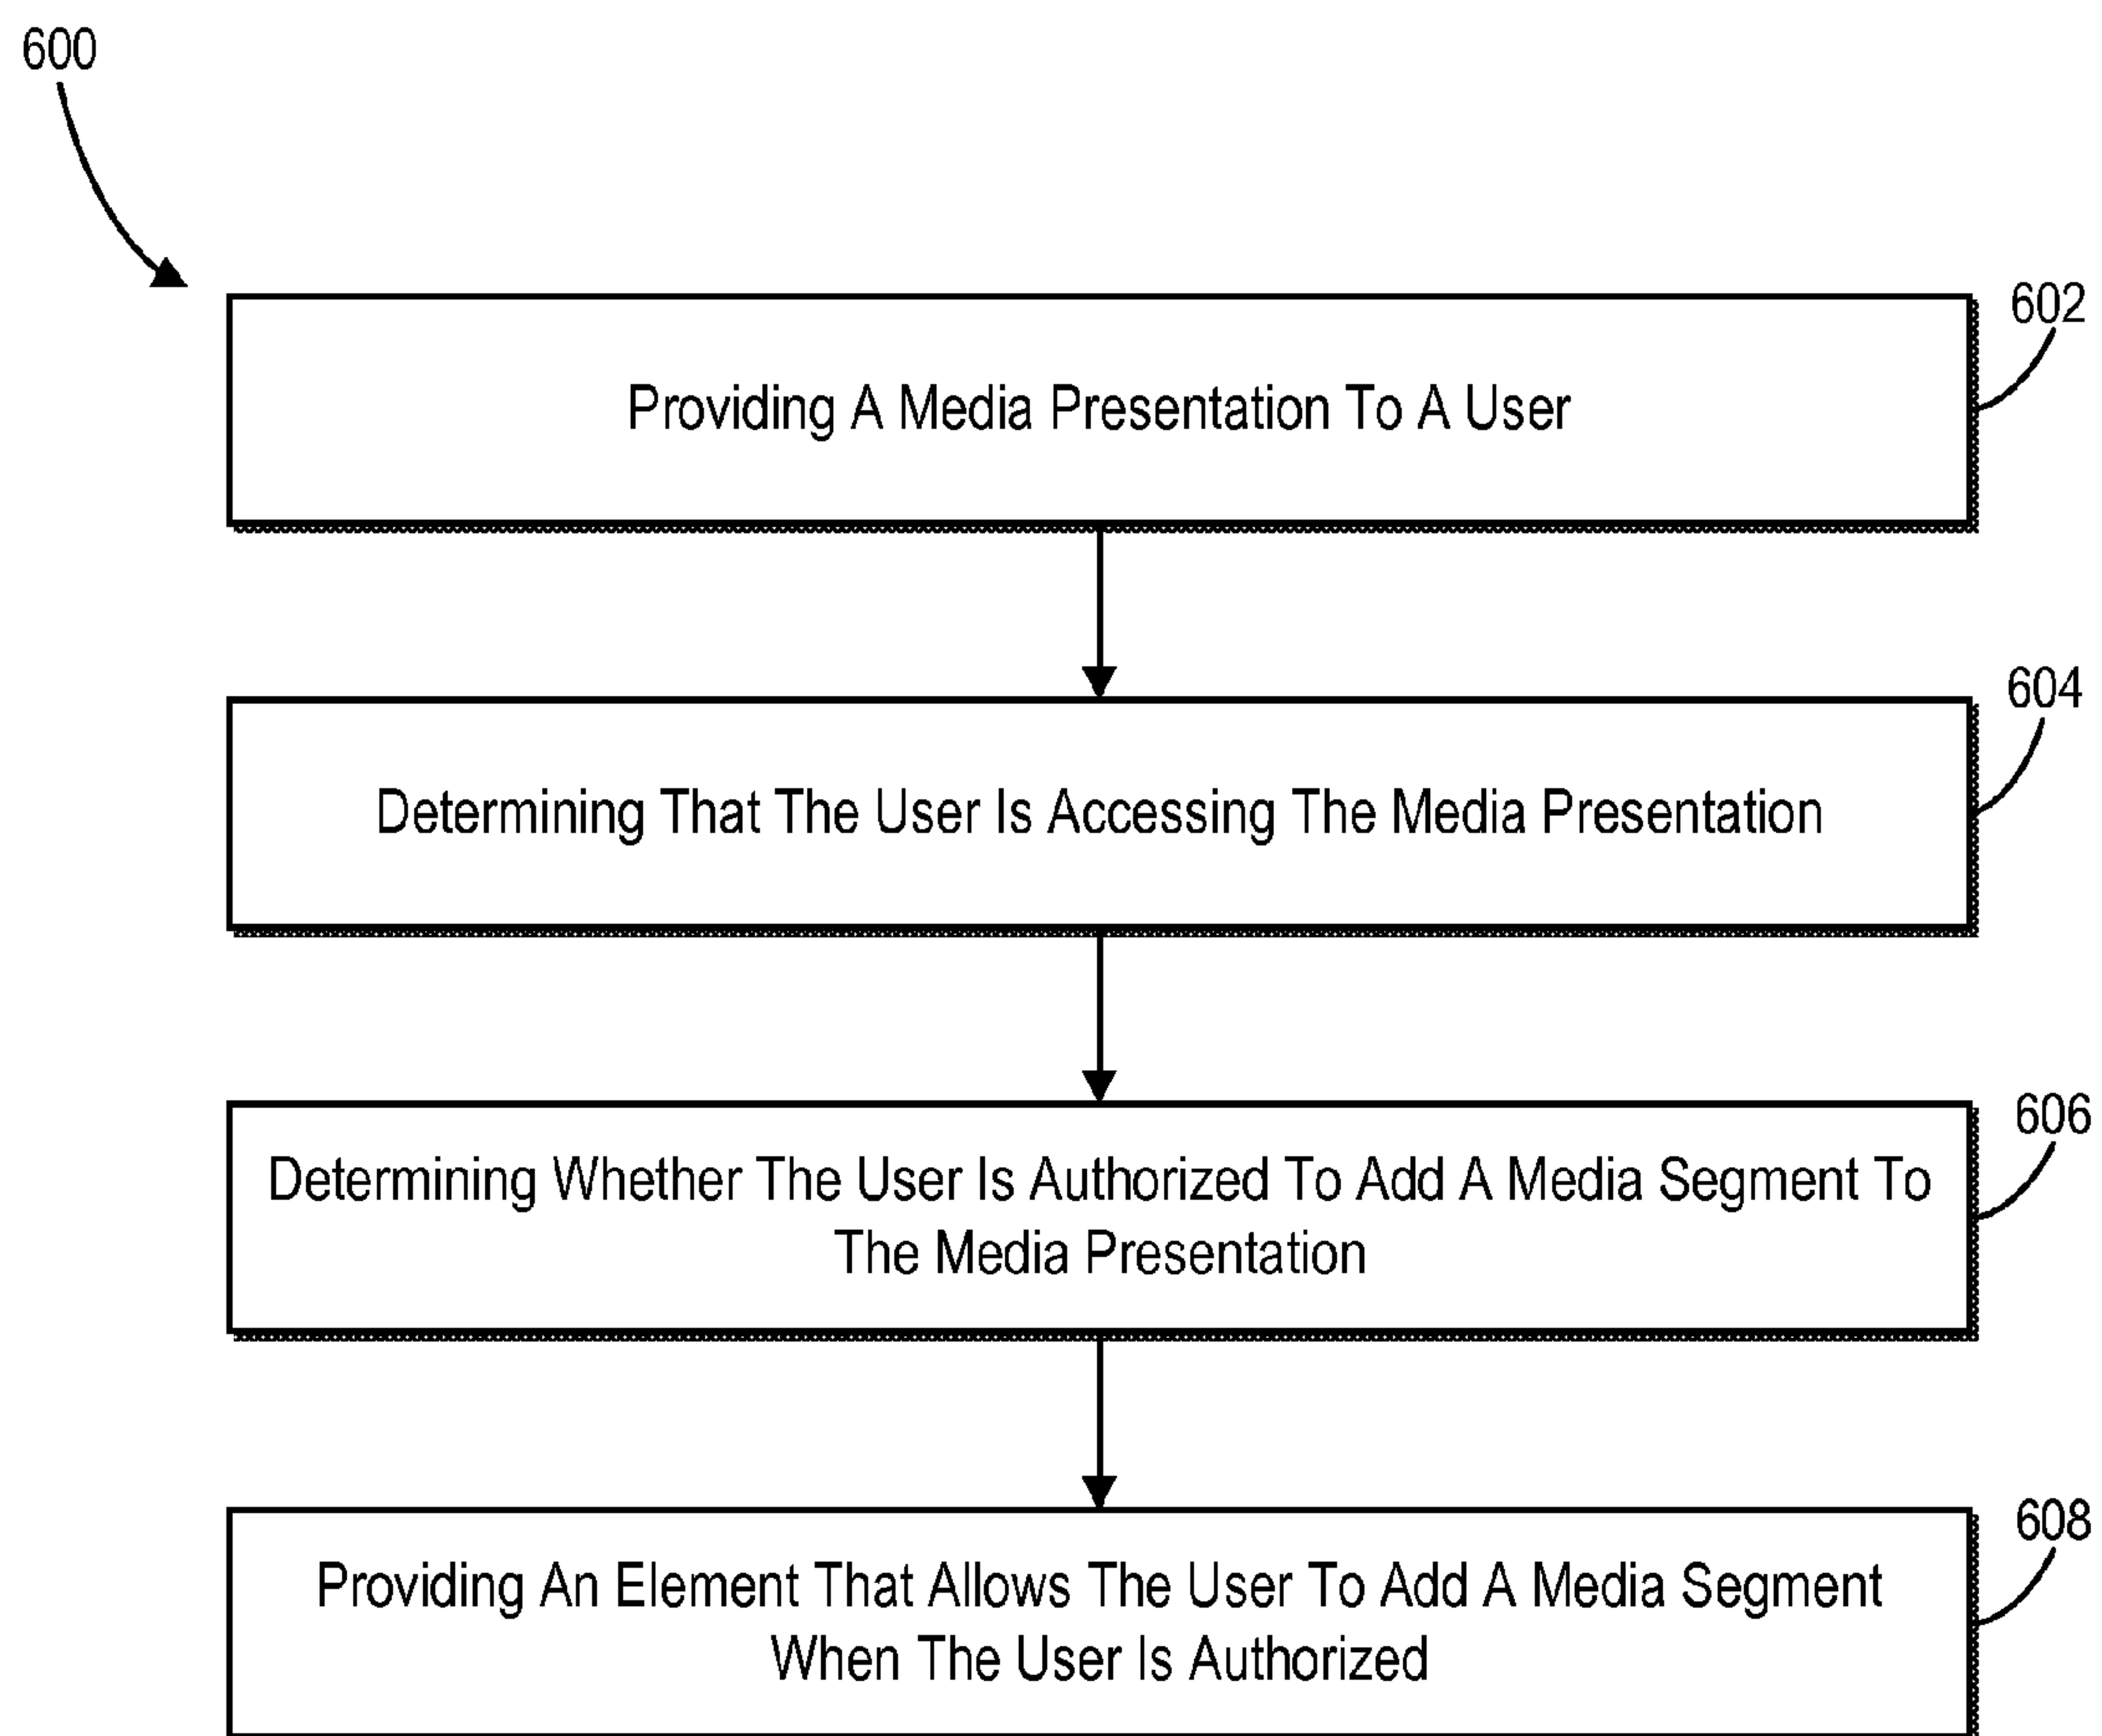 600
602
Providing A Media Presentation To A User
604
Determining That The User Is Accessing The Media Presentation
606
Determining Whether The User Is Authorized To Add A Media Segment To
The Media Presentation
608
Providing An Element That Allows The User To Add A Media Segment
When The User Is Authorized